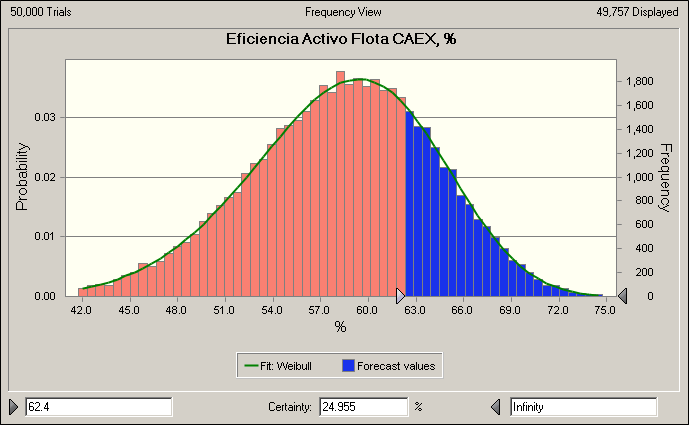 50,000 Trials Frequency View 49,757 Displayed
Eficiencia Activo Flota CAEX, %
Probability
0.03
0.02
0.01
0.00
1,800
1,600
1,400
1,200
1,000
800
600
400
200
0
Frequency
42.0 45.0 48.0 51.0 54.0 57.0 60.0 63.0 66.0 69.0 72.0 75.0
%
Fit: Weibull Forecast values
62.4 Certainty: 24.955 % Infinity